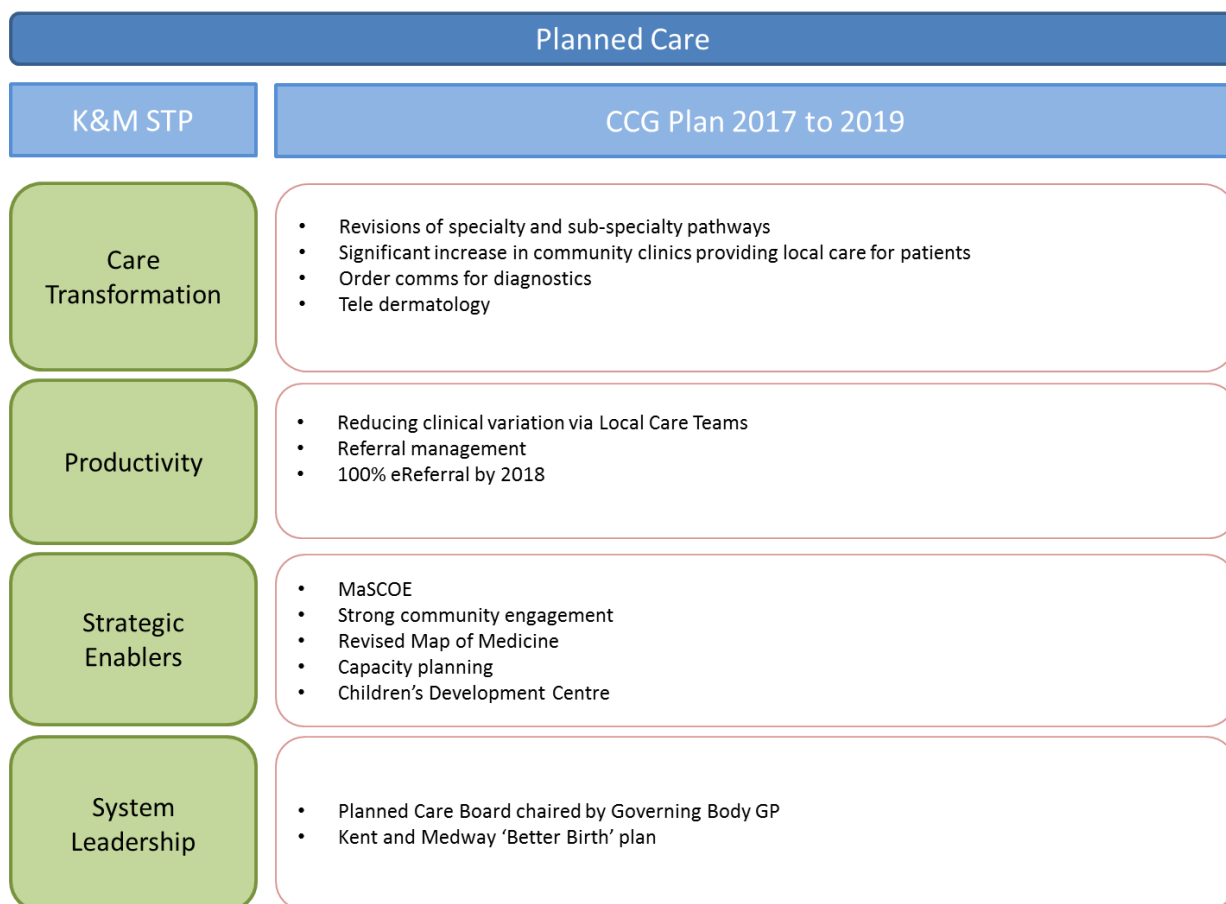 Planned Care
K&M STP
CCG Plan 2017 to 2019
Care
Transformation
• Revisions of specialty and sub-specialty pathways
• Significant increase in community clinics providing local care for patients
• Order comms for diagnostics
• Tele dermatology
Productivity
• Reducing clinical variation via Local Care Teams
• Referral management
• 100% eReferral by 2018
Strategic
Enablers
• MaSCOE
• Strong community engagement
• Revised Map of Medicine
• Capacity planning
• Children’s Development Centre
System
Leadership
• Planned Care Board chaired by Governing Body GP
• Kent and Medway ‘Better Birth’ plan